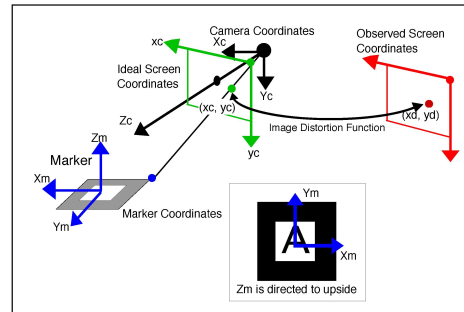 Camera Coordinates
Observed Screen
Coordinates
xc
Xc
Ideal Screen
Coordinates
Yc
(xc, yc)
(xd, yd)
Image Distortion Function
Zc
yc
Zm
Marker
Xm
Ym
Marker Coordinates
Ym
A
Xm
Zm is directed to upside